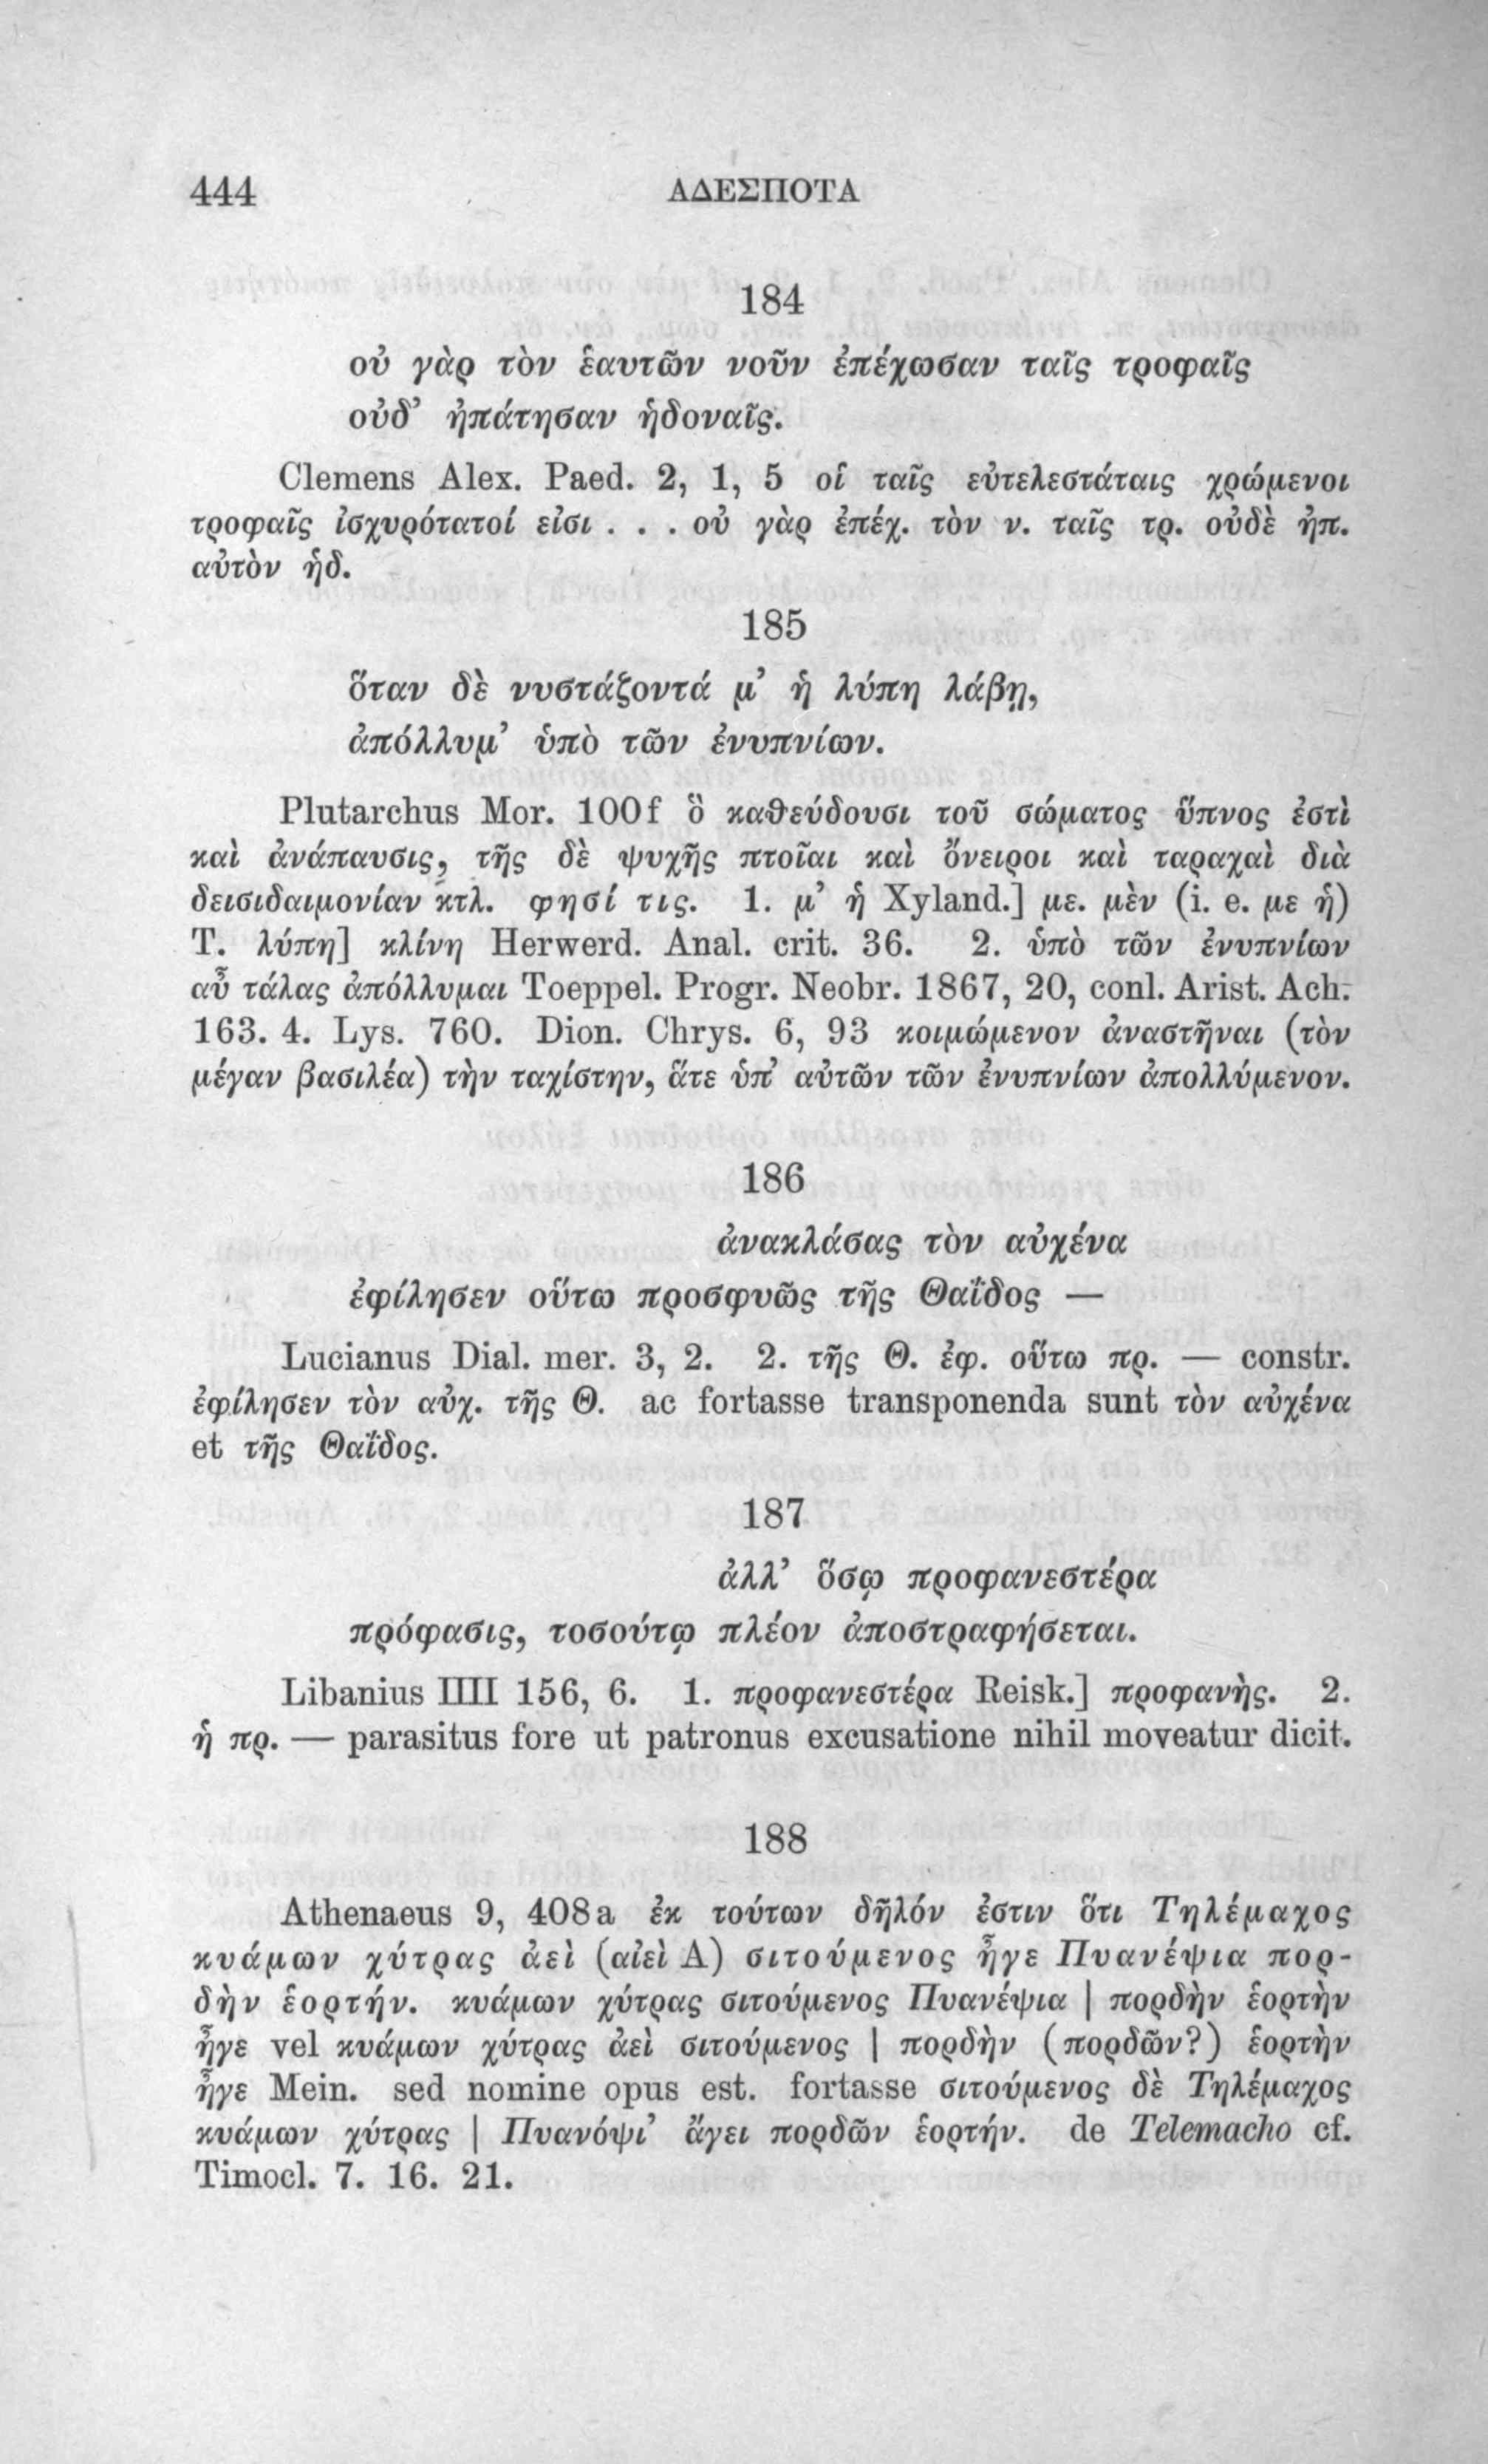 444
ΑΔΕΣΠΟΤΑ
184
οὐ γὰρ τὸν ἑαυτῶν νοῦν ἐπέχωσαν ταῖς τροφαῖς
οὐδ’ ἠπάτησαν ἡδοναῖς.
Clemens Alex. Paed. 2, 1, 5 οἱ ταῖς εὐτελεστάταις χρώμενοι
τροφαῖς ἰσχυρότατοί εἰσι . . . οὐ γὰρ ἐπέχ. τὸν ν. ταῖς τρ. οὐδὲ ἠπ.
αὐτὸν ἡδ.
185
ὅταν δὲ νυστάζοντά μ’ ἡ λύπη λάβῃ,
ἀπόλλυμ’ ὑπὸ τῶν ἐνυπνίων.
Plutarchus Mor. 100f ὃ καθεύδουσι τοῦ σώματος ὕπνος ἐστὶ
καὶ ἀνάπαυσις, τῆς δὲ ψυχῆς πτοῖαι καὶ ὄνειροι καὶ ταραχαὶ διὰ
δεισιδαιμονίαν κτλ. φησί τις. 1. μ’ ἡ Xyland.] με. μὲν (i. e. με ἡ)
T. λύπη] κλίνη Herwerd. Anal. crit. 36. 2. ὑπὸ τῶν ἐνυπνίων
αὖ τάλας ἀπόλλυμαι Toeppel. Progr. Neobr. 1867, 20, conl. Arist. Ach.
163. 4. Lys. 760. Dion. Chrys. 6, 93 κοιμώμενον ἀναστῆναι (τὸν
μέγαν βασιλέα) τὴν ταχίστην, ἅτε ὑπ’ αὐτῶν τῶν ἐνυπνίων ἀπολλύμενον.
186
ἀνακλάσας τὸν αὐχένα
ἐφίλησεν οὕτω προσφυῶς τῆς Θαΐδος —
Lucianus Dial. mer. 3, 2. 2. τῆς Θ. ἐφ. οὕτω πρ. — constr.
ἐφίλησεν τὸν αὐχ. τῆς Θ. ac fortasse transponenda sunt τὸν αὐχένα
et τῆς Θαΐδος.
187
ἀλλ’ ὅσῳ προφανεστέρα
πρόφασις, τοσούτῳ πλέον ἀποστραφήσεται.
Libanius IIII 156, 6. 1. προφανεστέρα Reisk.] προφανὴς. 2.
ἡ πρ. — parasitus fore ut patronus excusatione nihil moveatur dicit.
188
Athenaeus 9, 408a ἐκ τούτων δῆλόν ἐστιν ὅτι Τηλέμαχος
κυάμων χύτρας ἀεὶ (αἰεὶ A) σιτούμενος ἦγε Πυανέψια πορ-
δὴν ἑορτήν. κυάμων χύτρας σιτούμενος Πυανέψια | πορδὴν ἑορτὴν
ἦγε vel κυάμων χύτρας ἀεὶ σιτούμενος | πορδὴν (πορδῶν?) ἑορτὴν
ἦγε Mein. sed nomine opus est. fortasse σιτούμενος δὲ Τηλέμαχος
κυάμων χύτρας | Πυανόψι’ ἄγει πορδῶν ἑορτήν. de Telemacho cf.
Timocl. 7. 16. 21.